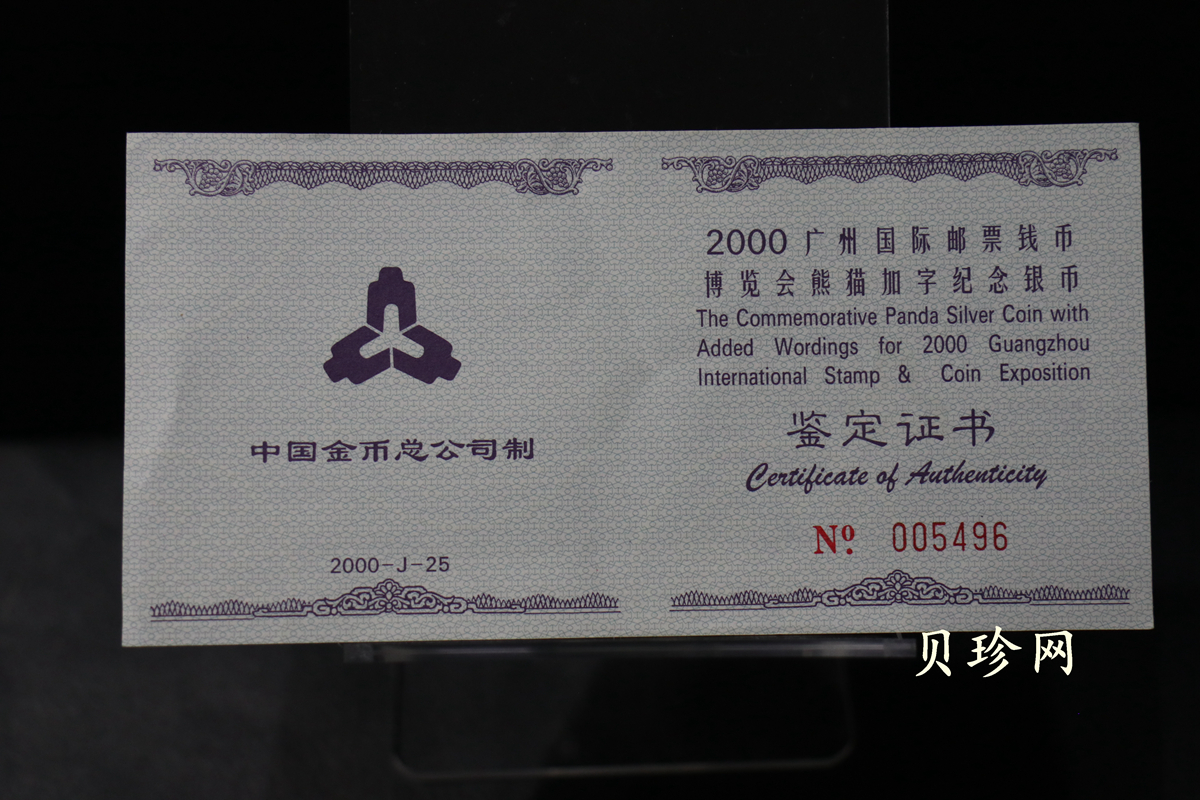 中国金币总公司制
2000-J-25
2000 广州国际邮票钱币
博览会熊猫加字纪念银币
The Commemorative Panda Silver Coin with
Added Wordings for 2000 Guangzhou
International Stamp & Coin Exposition
鉴定证书
Certificate of Authenticity
Nº. 005496
贝珍网